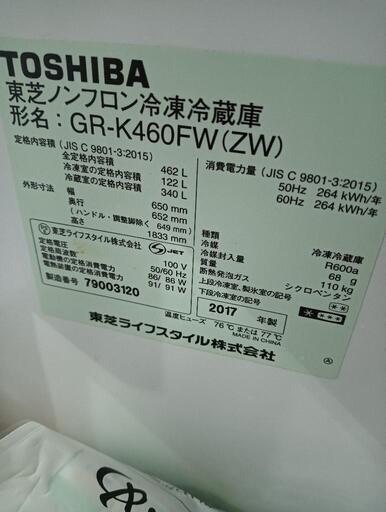 TOSHIBA
東芝ノンフロン冷凍冷蔵庫
形名：GR-K460FW(ZW)
定格内容積 (JIS C 9801-3:2015)
全定格内容積 462 L
冷凍室の定格内容積 122 L
冷蔵室の定格内容積 340 L
外形寸法 幅 650 mm
奥行 652 mm
(ハンドル・調整脚除く 649 mm)
高さ 1833 mm
東芝ライフスタイル株式会社 JET
定格電圧 100 V
定格周波数 50/60 Hz
電動機の定格消費電力 86/ 86 W
電熱装置の定格消費電力 91/ 91 W
製造番号 79003120
消費電力量 (JIS C 9801-3:2015)
50Hz 264 kWh/年
60Hz 264 kWh/年
種類 冷凍冷蔵庫
冷媒 R600a
冷媒封入量 68 g
質量 110 kg
断熱発泡ガス シクロペンタン
上段冷凍室、製氷室の記号
下段冷凍室の記号
2017 年製
温度ヒューズ 76℃ または 77℃
MADE IN CHINA
東芝ライフスタイル株式会社
A